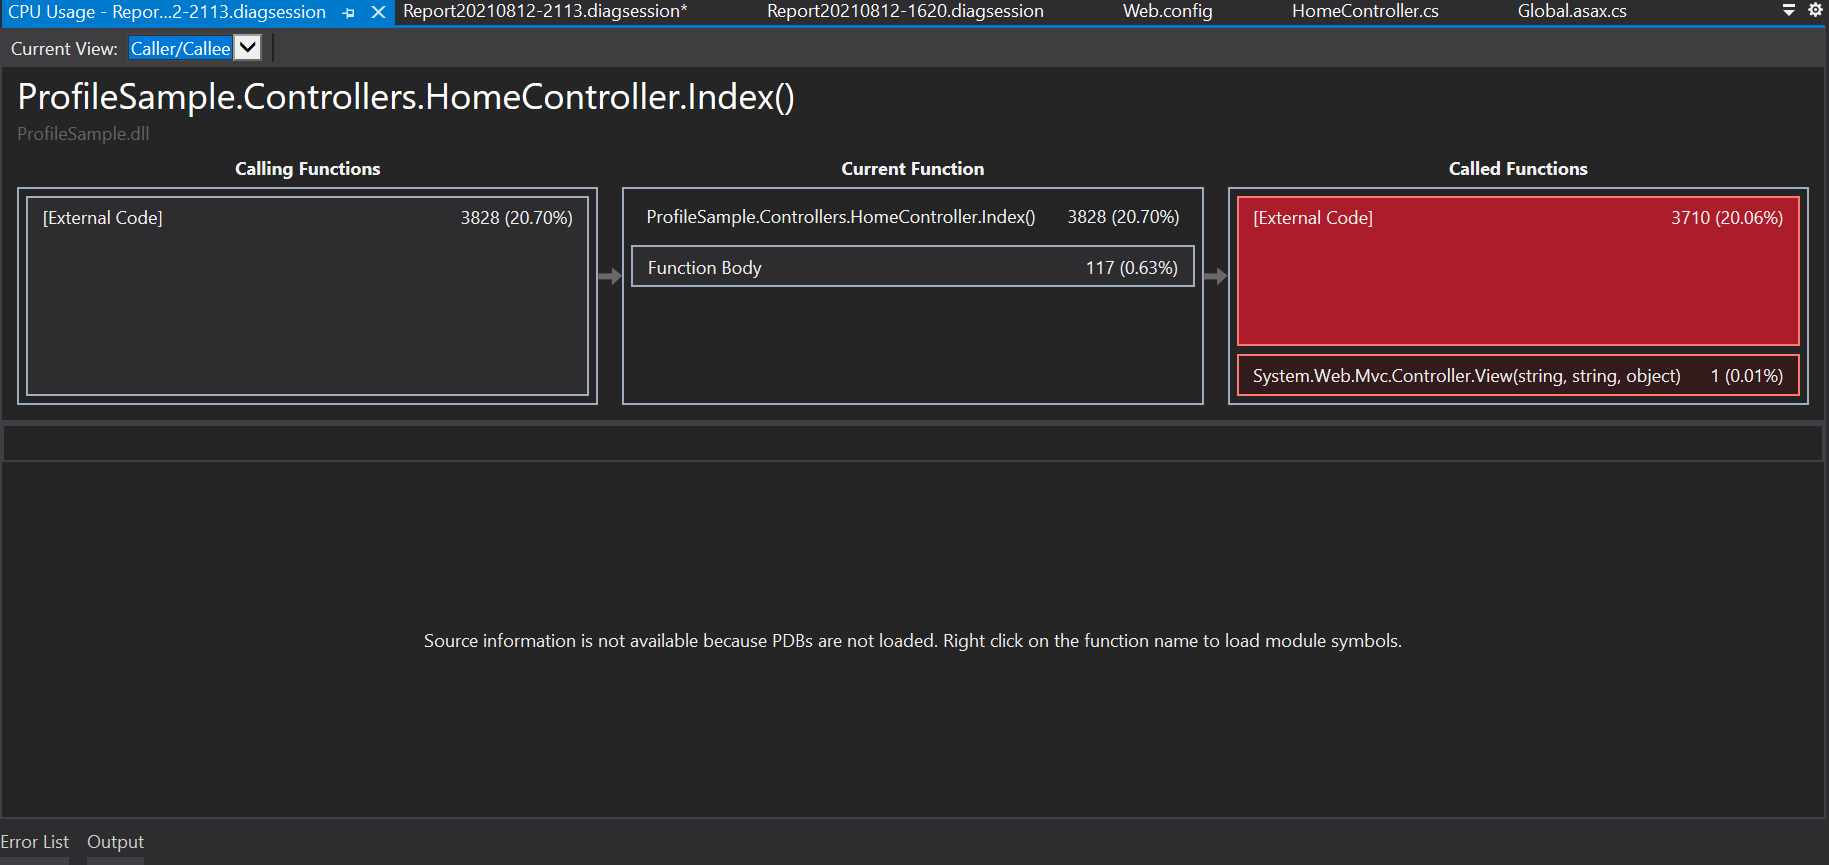 CPU Usage - Repor...2-2113.diagsession Report20210812-2113.diagsession* Report20210812-1620.diagsession Web.config HomeController.cs Global.asax.cs
Current View: Caller/Callee
ProfileSample.Controllers.HomeController.Index()
ProfileSample.dll
Calling Functions Current Function Called Functions
[External Code] 3828 (20.70%) ProfileSample.Controllers.HomeController.Index() 3828 (20.70%) [External Code] 3710 (20.06%)
Function Body 117 (0.63%)
System.Web.Mvc.Controller.View(string, string, object) 1 (0.01%)
Source information is not available because PDBs are not loaded. Right click on the function name to load module symbols.
Error List Output